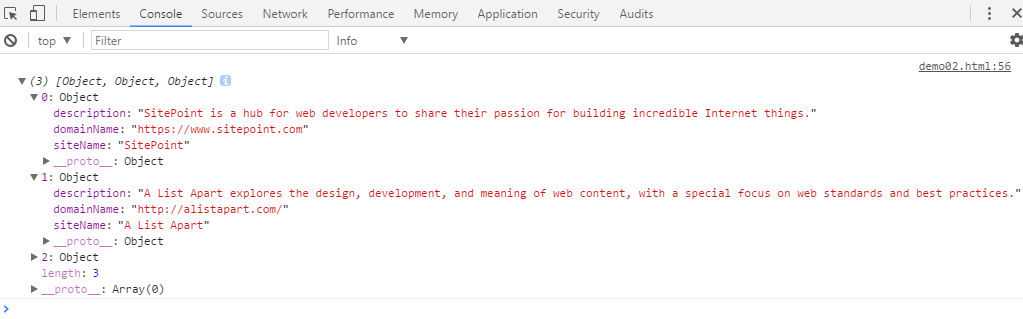 Elements Console Sources Network Performance Memory Application Security Audits
top Filter Info
demo02.html:56
(3) [Object, Object, Object] i
0: Object
description: "SitePoint is a hub for web developers to share their passion for building incredible Internet things."
domainName: "https://www.sitepoint.com"
siteName: "SitePoint"
__proto__: Object
1: Object
description: "A List Apart explores the design, development, and meaning of web content, with a special focus on web standards and best practices."
domainName: "http://alistapart.com/"
siteName: "A List Apart"
__proto__: Object
2: Object
length: 3
__proto__: Array(0)